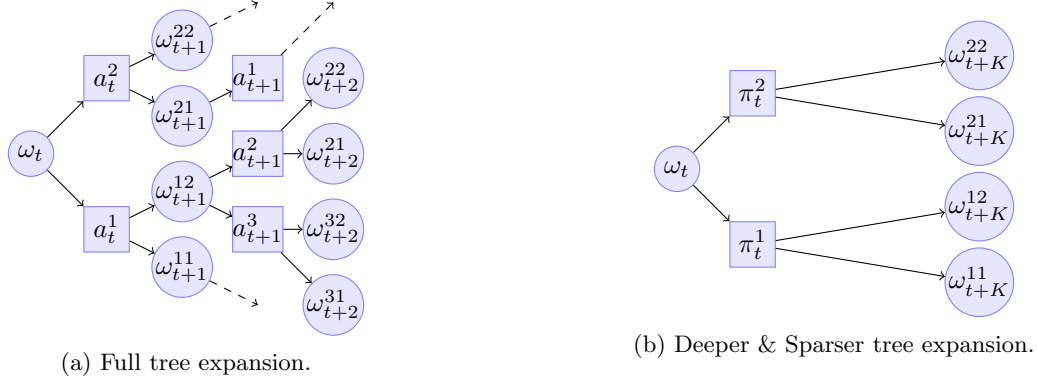 ω_t
a_t^2
a_t^1
ω_{t+1}^{22}
ω_{t+1}^{21}
ω_{t+1}^{12}
ω_{t+1}^{11}
a_{t+1}^1
a_{t+1}^2
a_{t+1}^3
ω_{t+2}^{22}
ω_{t+2}^{21}
ω_{t+2}^{32}
ω_{t+2}^{31}
(a) Full tree expansion.
ω_t
π_t^2
π_t^1
ω_{t+K}^{22}
ω_{t+K}^{21}
ω_{t+K}^{12}
ω_{t+K}^{11}
(b) Deeper & Sparser tree expansion.